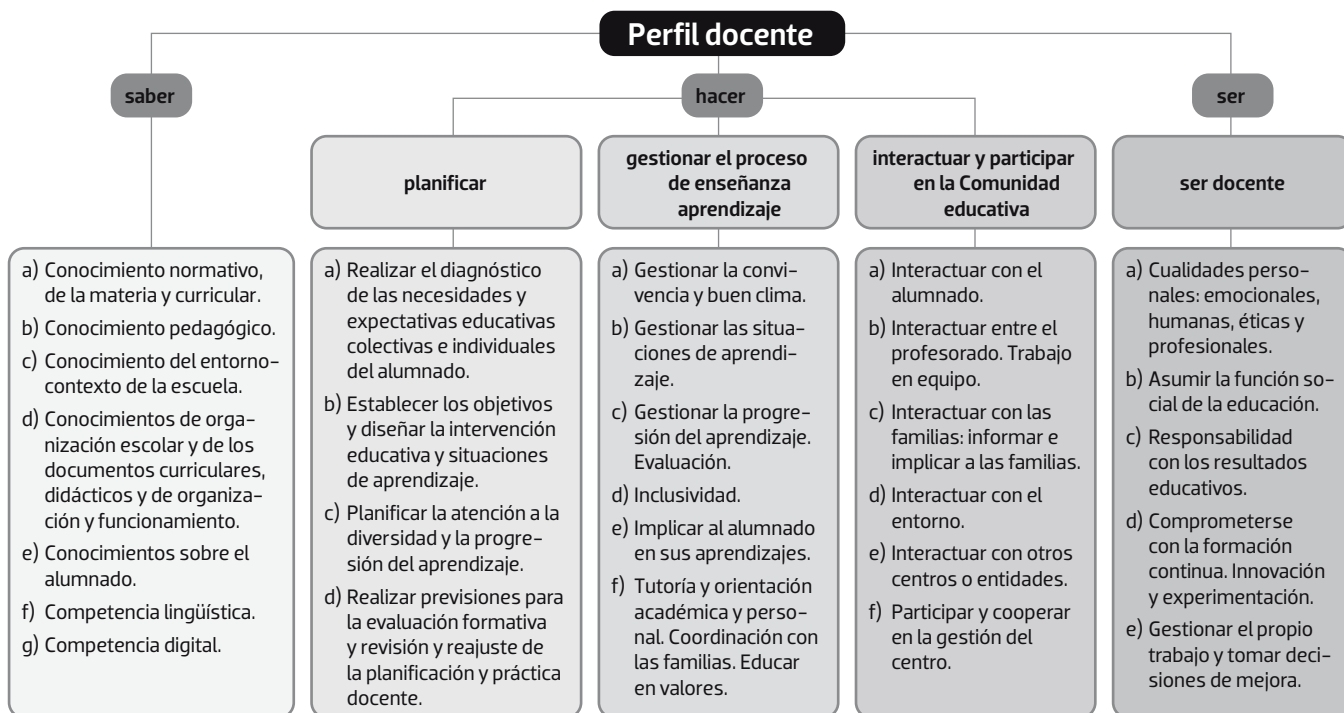 Perfil docente
saber
hacer
ser
planificar
gestionar el proceso
de enseñanza
aprendizaje
interactuar y participar
en la Comunidad
educativa
ser docente
a) Conocimiento normativo,
de la materia y curricular.
b) Conocimiento pedagógico.
c) Conocimiento del entorno-
contexto de la escuela.
d) Conocimientos de orga-
nización escolar y de los
documentos curriculares,
didácticos y de organiza-
ción y funcionamiento.
e) Conocimientos sobre el
alumnado.
f) Competencia lingüística.
g) Competencia digital.
a) Realizar el diagnóstico
de las necesidades y
expectativas educativas
colectivas e individuales
del alumnado.
b) Establecer los objetivos
y diseñar la intervención
educativa y situaciones
de aprendizaje.
c) Planificar la atención a la
diversidad y la progre-
sión del aprendizaje.
d) Realizar previsiones para
la evaluación formativa
y revisión y reajuste de
la planificación y práctica
docente.
a) Gestionar la convi-
vencia y buen clima.
b) Gestionar las situa-
ciones de aprendi-
zaje.
c) Gestionar la progre-
sión del aprendizaje.
Evaluación.
d) Inclusividad.
e) Implicar al alumnado
en sus aprendizajes.
f) Tutoría y orientación
académica y perso-
nal. Coordinación con
las familias. Educar
en valores.
a) Interactuar con el
alumnado.
b) Interactuar entre el
profesorado. Trabajo
en equipo.
c) Interactuar con las
familias: informar e
implicar a las familias.
d) Interactuar con el
entorno.
e) Interactuar con otros
centros o entidades.
f) Participar y cooperar
en la gestión del
centro.
a) Cualidades perso-
nales: emocionales,
humanas, éticas y
profesionales.
b) Asumir la función so-
cial de la educación.
c) Responsabilidad
con los resultados
educativos.
d) Comprometerse
con la formación
continua. Innovación
y experimentación.
e) Gestionar el propio
trabajo y tomar deci-
siones de mejora.